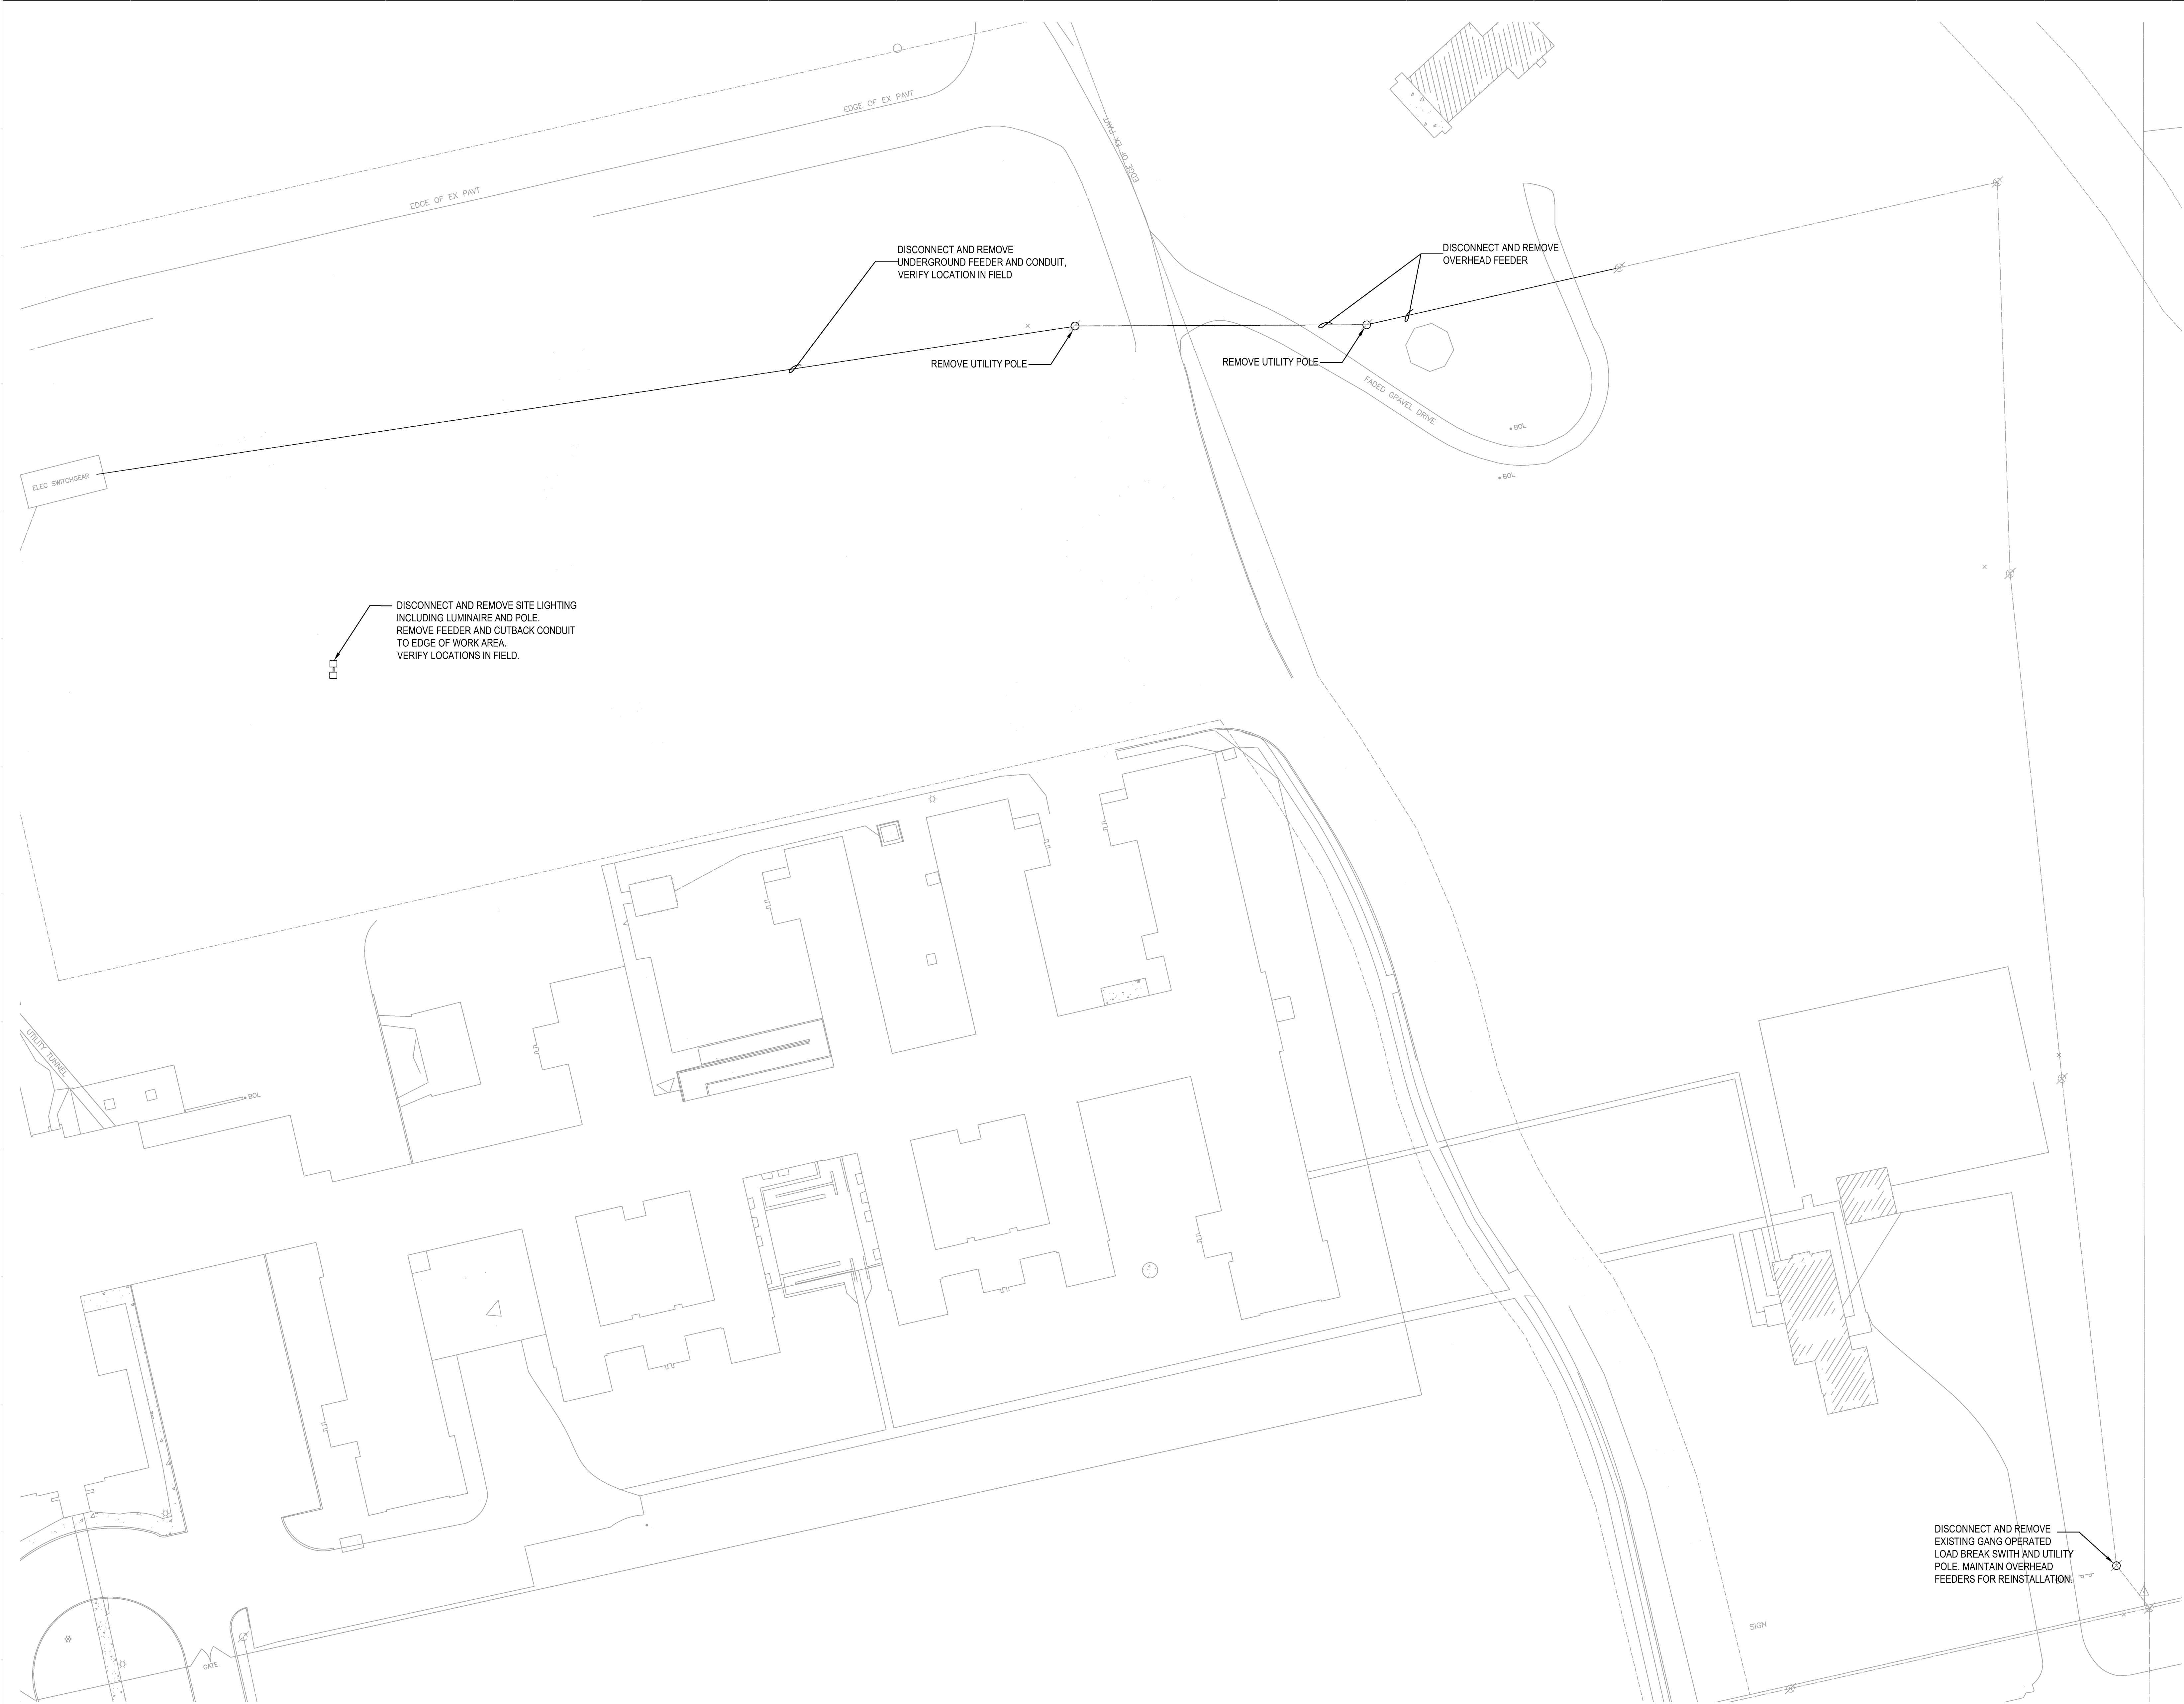 EDGE OF EX PAVT
EDGE OF EX PAVT
EDGE OF EX PAVT
DISCONNECT AND REMOVE
UNDERGROUND FEEDER AND CONDUIT,
VERIFY LOCATION IN FIELD
DISCONNECT AND REMOVE
OVERHEAD FEEDER
REMOVE UTILITY POLE
REMOVE UTILITY POLE
FADED GRAVEL DRIVE
BOL
BOL
ELEC SWITCHGEAR
DISCONNECT AND REMOVE SITE LIGHTING
INCLUDING LUMINAIRE AND POLE.
REMOVE FEEDER AND CUTBACK CONDUIT
TO EDGE OF WORK AREA.
VERIFY LOCATIONS IN FIELD.
UTILITY TUNNEL
BOL
DISCONNECT AND REMOVE
EXISTING GANG OPERATED
LOAD BREAK SWITH AND UTILITY
POLE. MAINTAIN OVERHEAD
FEEDERS FOR REINSTALLATION.
SIGN
GATE